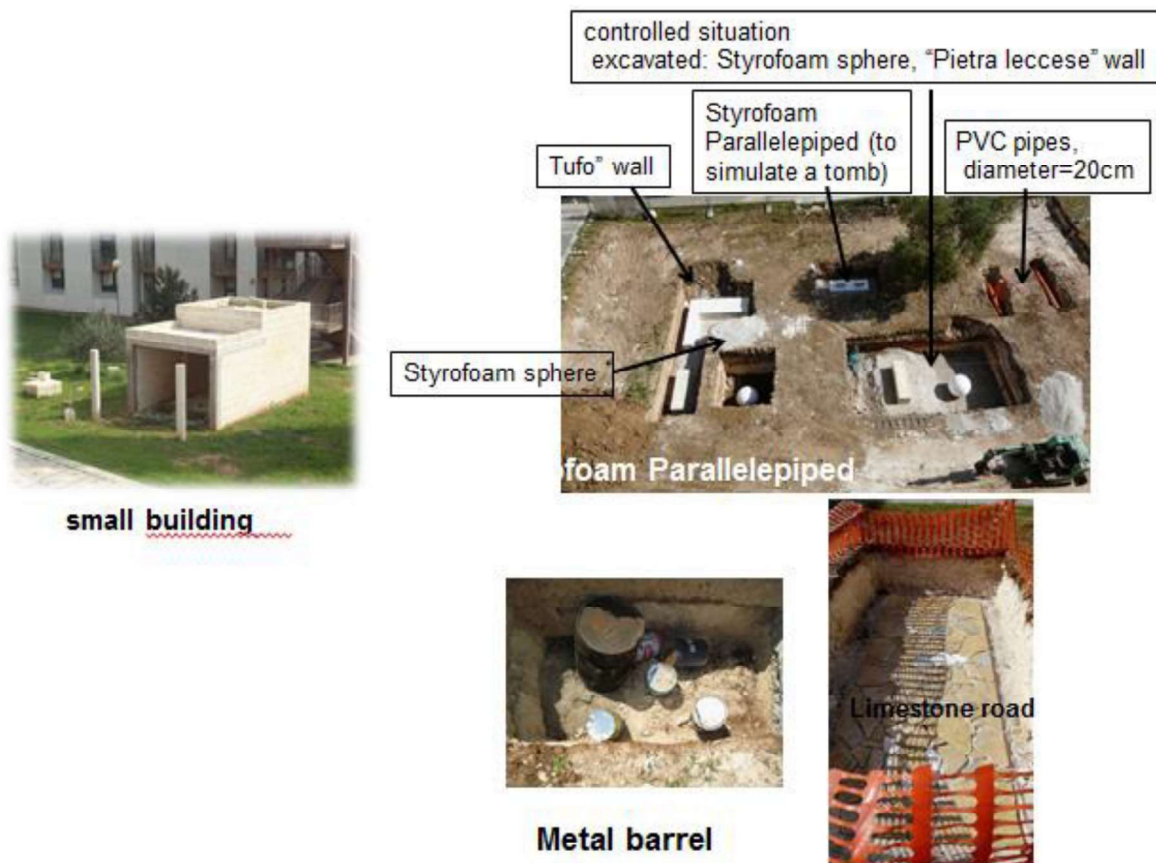 controlled situation
excavated: Styrofoam sphere, “Pietra leccese” wall
Styrofoam
Parallelepiped (to
simulate a tomb)
PVC pipes,
diameter=20cm
Tufo” wall
Styrofoam sphere
ofoam Parallelepiped
small building
Limestone road
Metal barrel